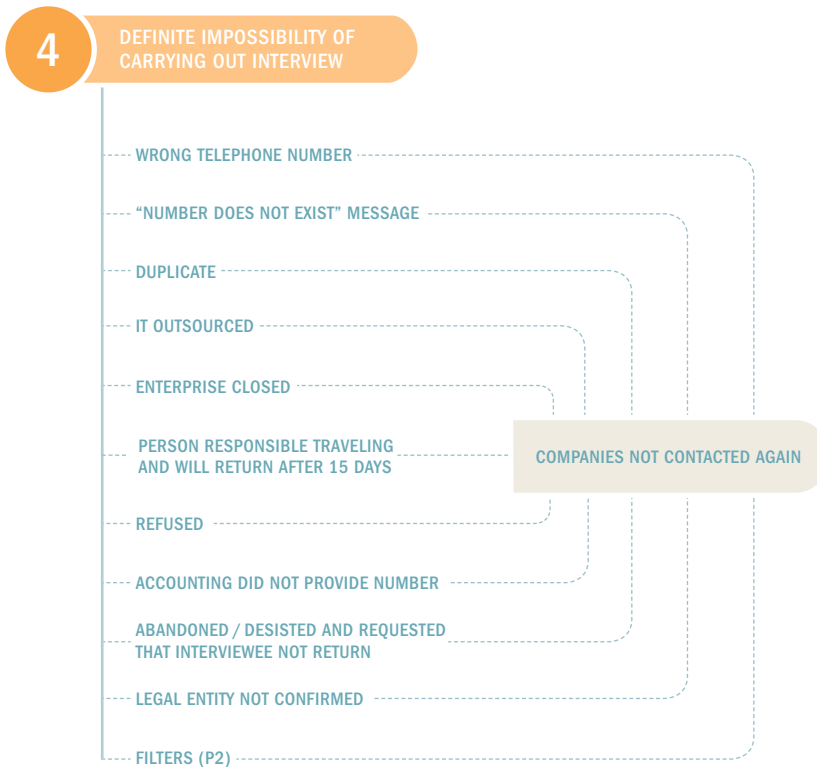 4
DEFINITE IMPOSSIBILITY OF
CARRYING OUT INTERVIEW
WRONG TELEPHONE NUMBER
“NUMBER DOES NOT EXIST” MESSAGE
DUPLICATE
IT OUTSOURCED
ENTERPRISE CLOSED
PERSON RESPONSIBLE TRAVELING
AND WILL RETURN AFTER 15 DAYS
COMPANIES NOT CONTACTED AGAIN
REFUSED
ACCOUNTING DID NOT PROVIDE NUMBER
ABANDONED / DESISTED AND REQUESTED
THAT INTERVIEWEE NOT RETURN
LEGAL ENTITY NOT CONFIRMED
FILTERS (P2)